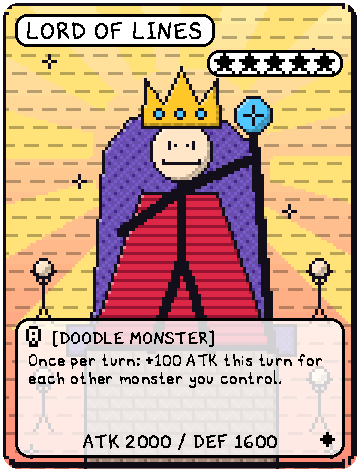 LORD OF LINES
[DOODLE MONSTER]
Once per turn: +100 ATK this turn for
each other monster you control.
ATK 2000 / DEF 1600